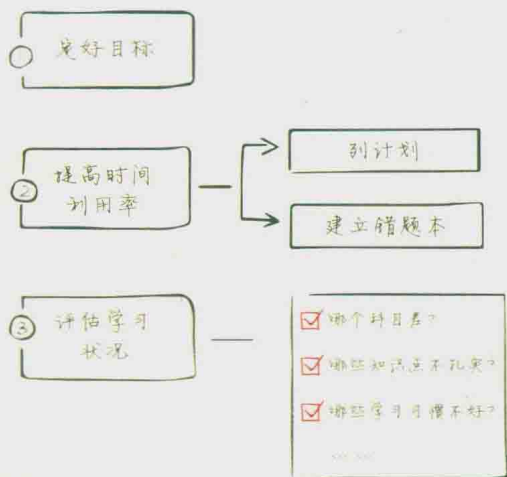 ① 定好目标
② 提高时间
利用率
列计划
建立错题本
③ 评估学习
状况
哪个科目差?
哪些知识点不扎实?
哪些学习习惯不好?